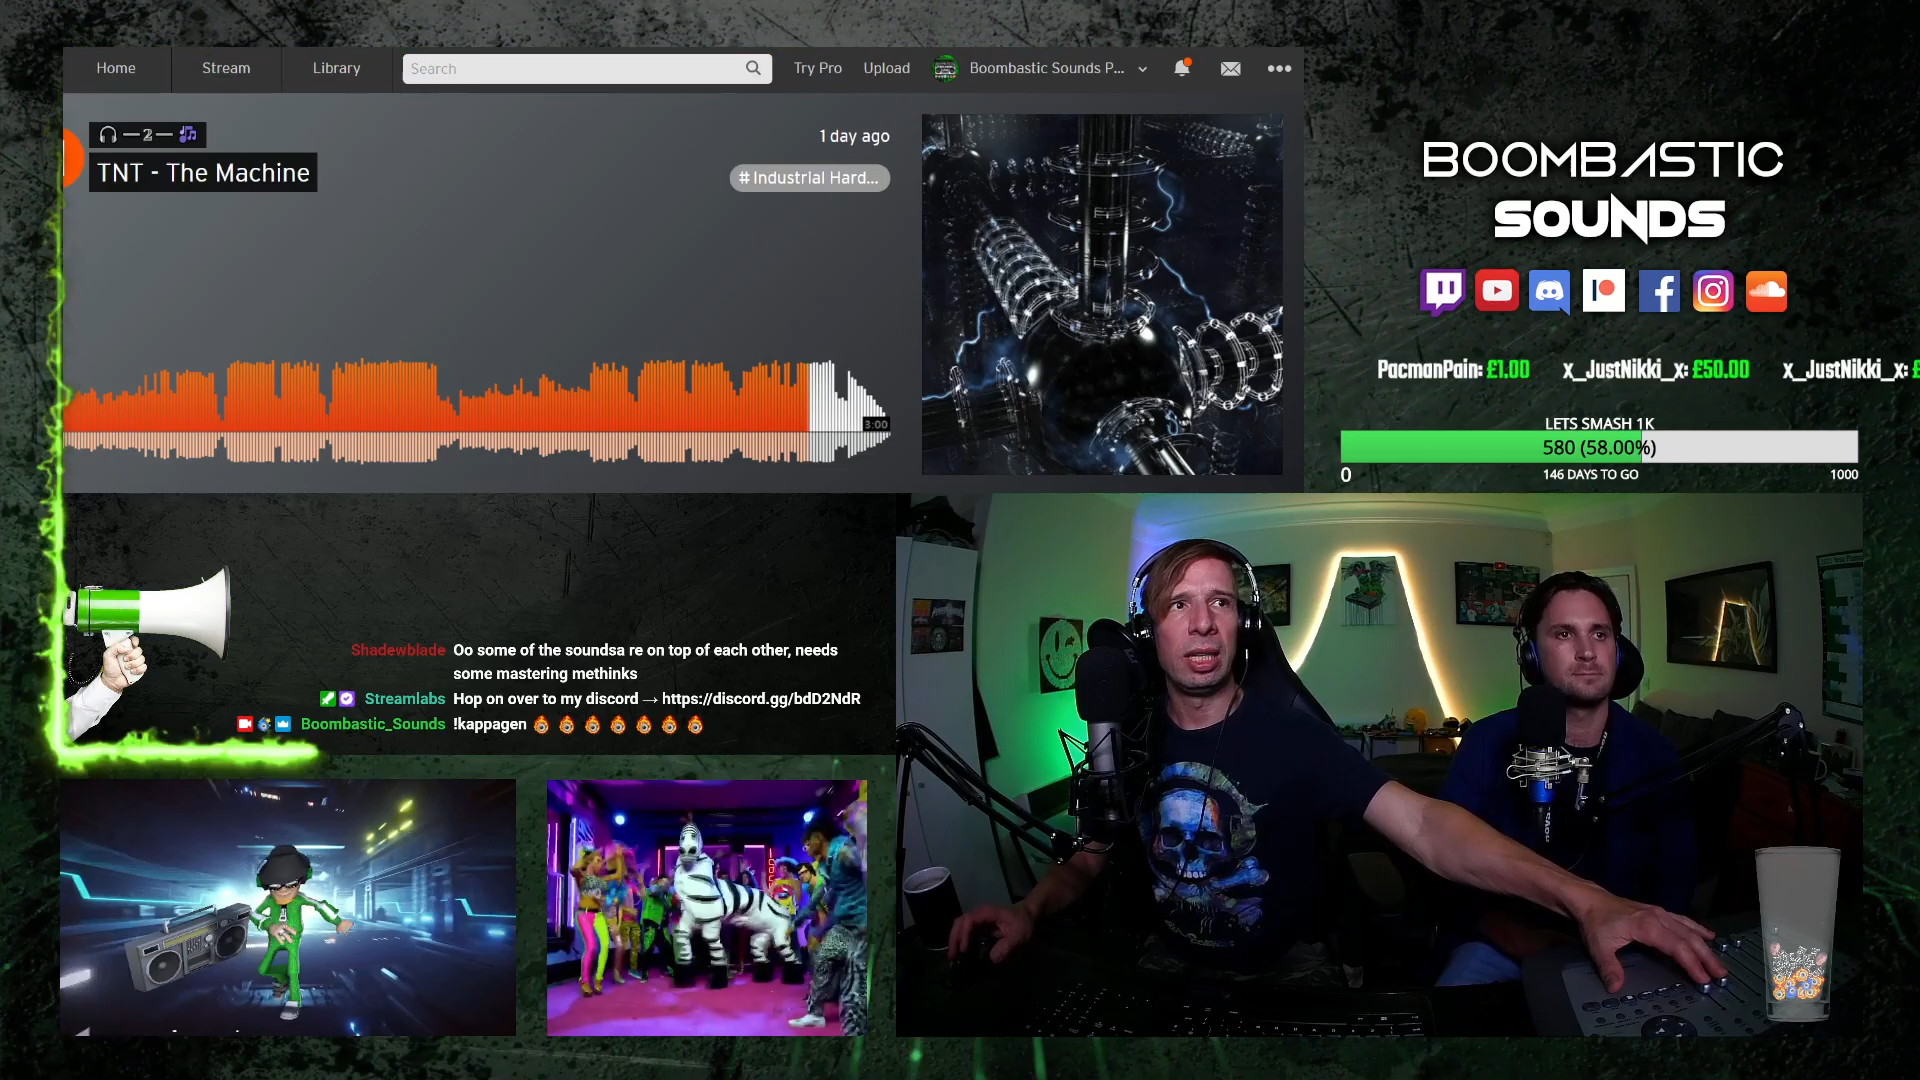 Home
Stream
Library
Search
Try Pro
Upload
Boombastic Sounds P...
2
TNT - The Machine
1 day ago
# Industrial Hard...
3:00
BOOMBASTIC
SOUNDS
PacmanPain: £1.00 x_JustNikki_x: £50.00 x_JustNikki_x: £
LETS SMASH 1K
580 (58.00%)
0
146 DAYS TO GO
1000
Shadewblade Oo some of the soundsa re on top of each other, needs
some mastering methinks
Streamlabs Hop on over to my discord → https://discord.gg/bdD2NdR
Boombastic_Sounds !kappagen